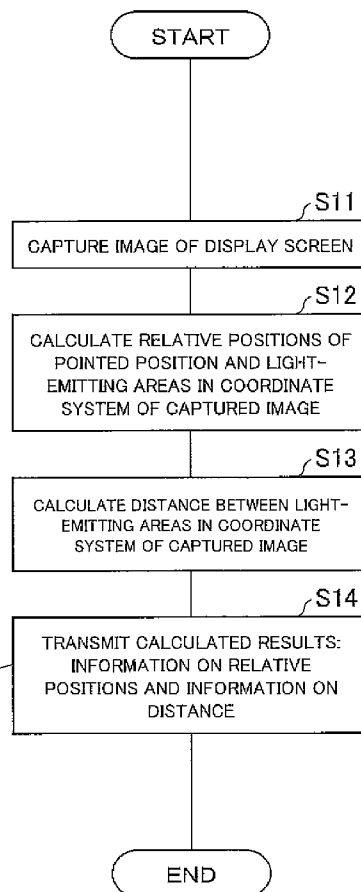 START
S11
CAPTURE IMAGE OF DISPLAY SCREEN
S12
CALCULATE RELATIVE POSITIONS OF
POINTED POSITION AND LIGHT-
EMITTING AREAS IN COORDINATE
SYSTEM OF CAPTURED IMAGE
S13
CALCULATE DISTANCE BETWEEN LIGHT-
EMITTING AREAS IN COORDINATE
SYSTEM OF CAPTURED IMAGE
S14
TRANSMIT CALCULATED RESULTS:
INFORMATION ON RELATIVE
POSITIONS AND INFORMATION ON
DISTANCE
END